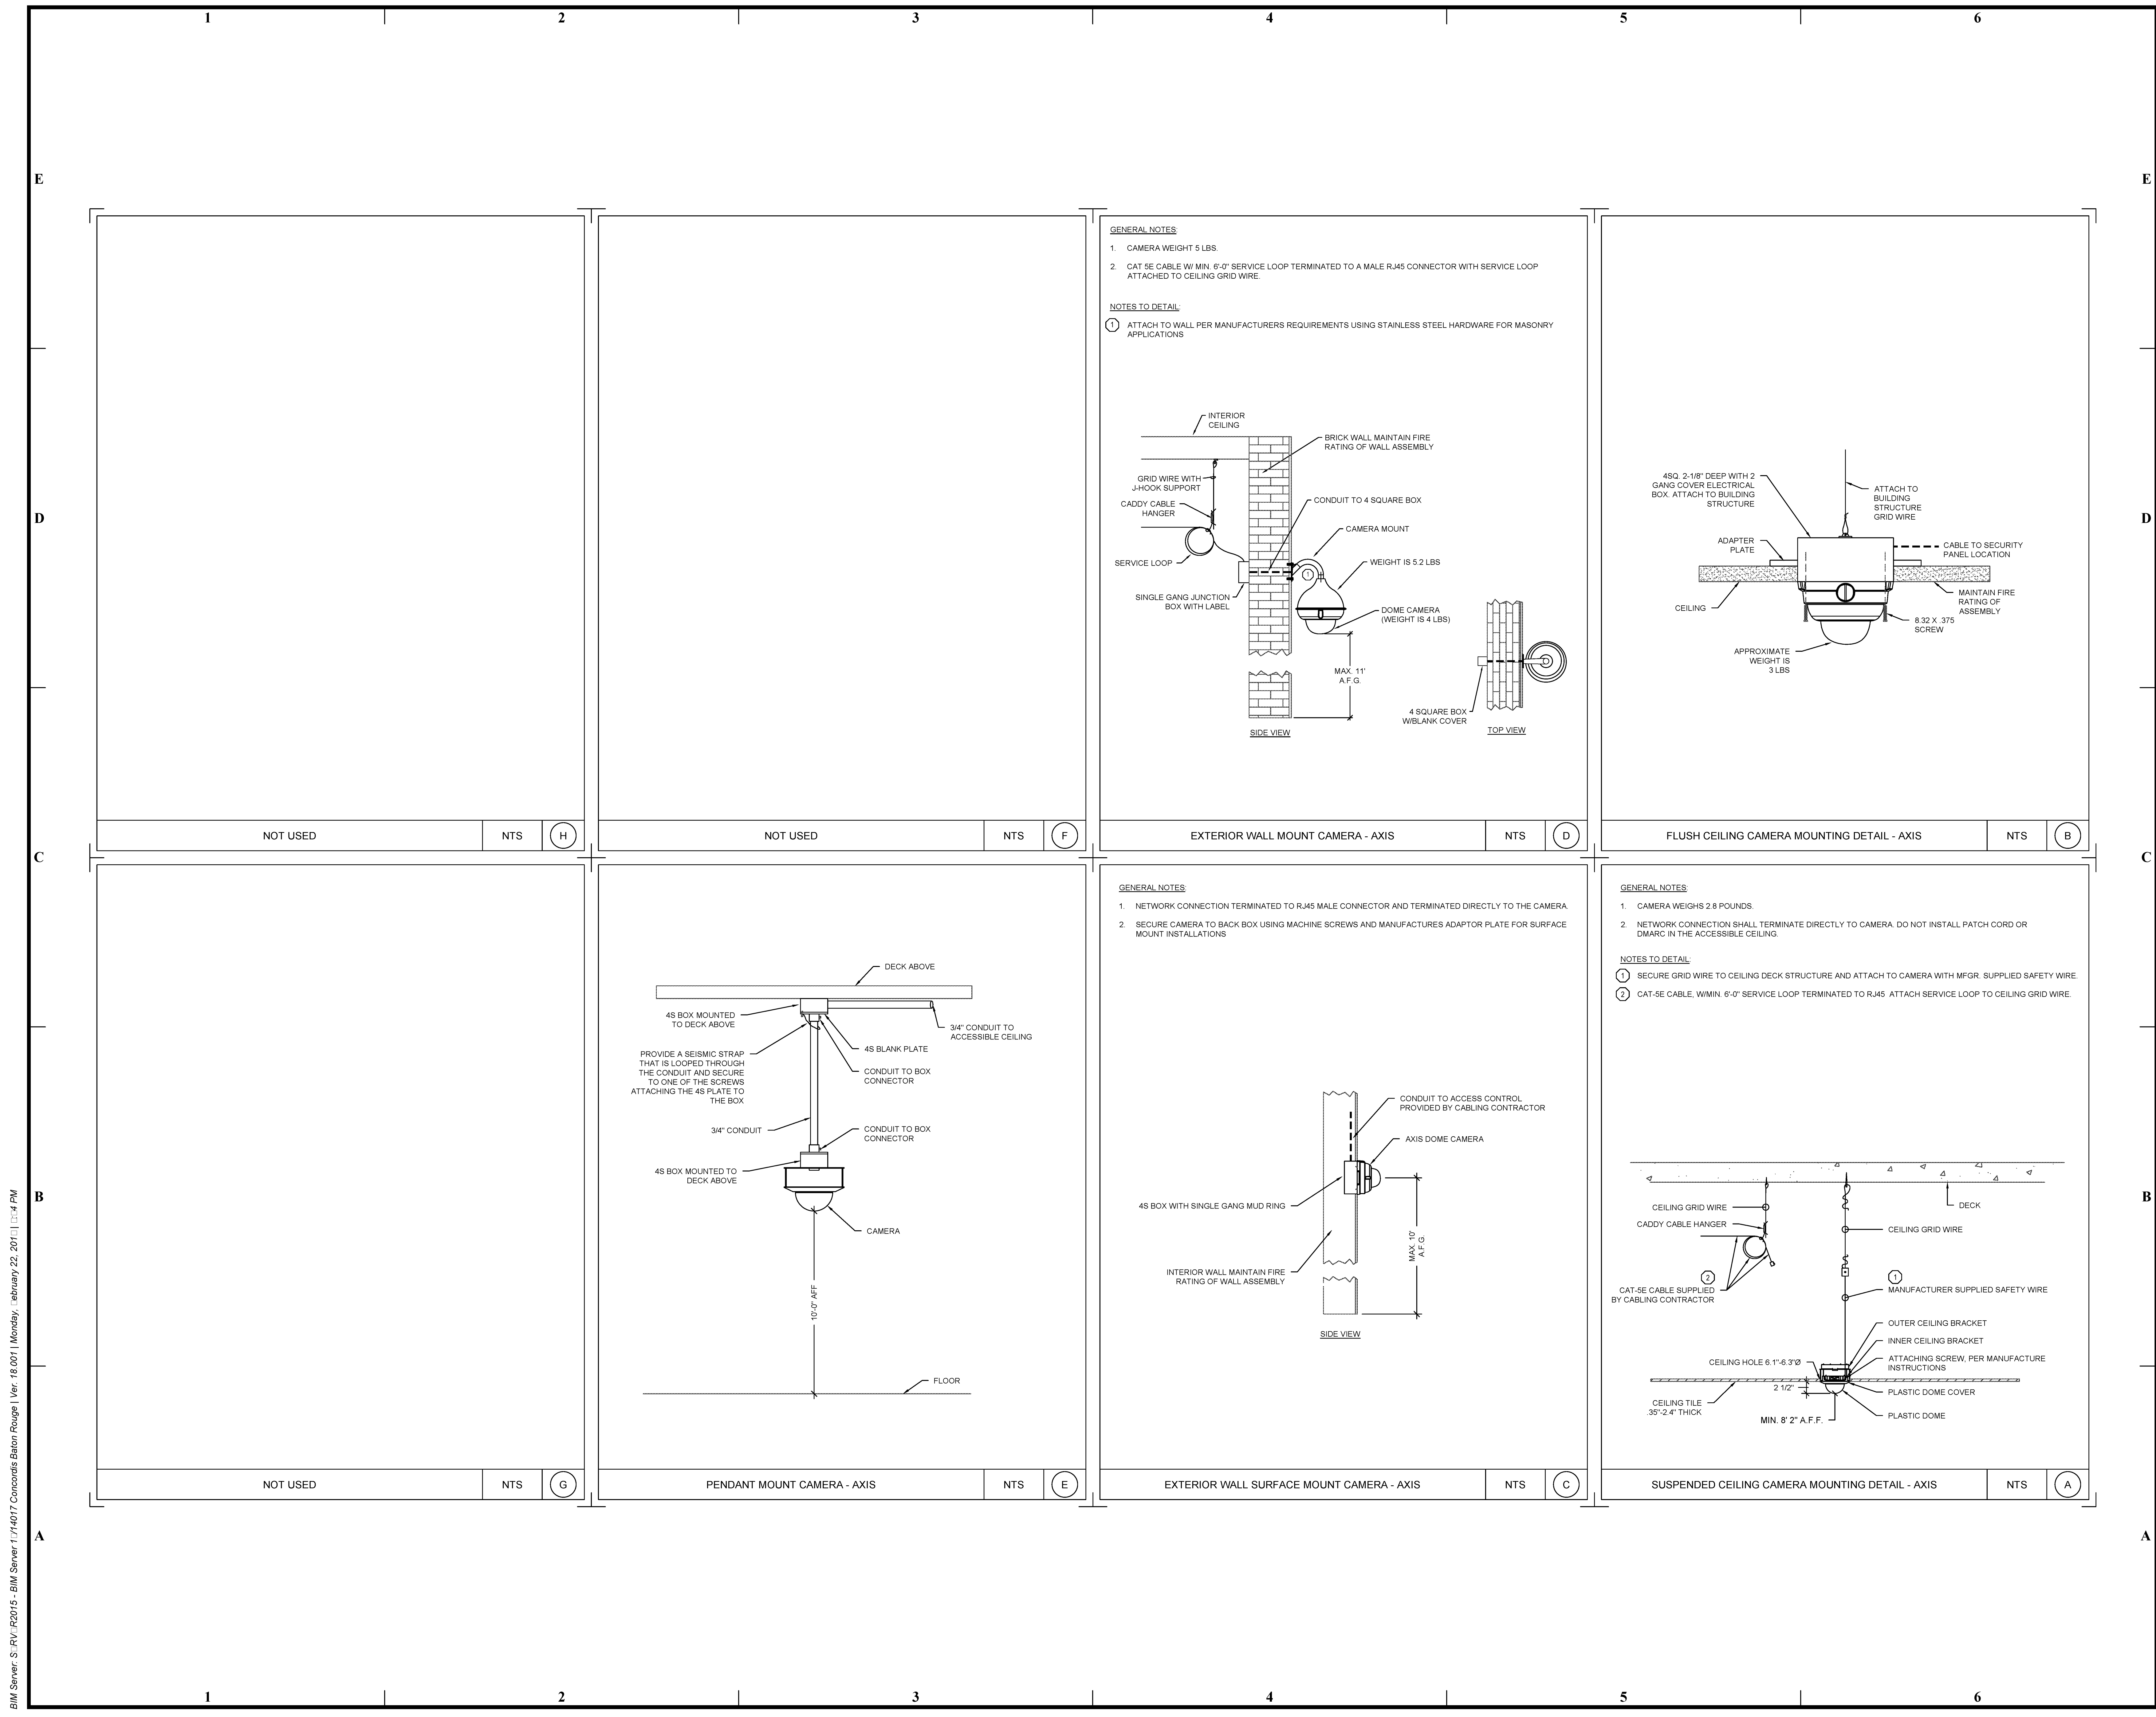 1 2 3 4 5 6
E E
D D
C C
B B
A A
GENERAL NOTES:
1. CAMERA WEIGHT 5 LBS.
2. CAT 5E CABLE W/ MIN. 6'-0" SERVICE LOOP TERMINATED TO A MALE RJ45 CONNECTOR WITH SERVICE LOOP
ATTACHED TO CEILING GRID WIRE.
NOTES TO DETAIL:
1 ATTACH TO WALL PER MANUFACTURERS REQUIREMENTS USING STAINLESS STEEL HARDWARE FOR MASONRY
APPLICATIONS
INTERIOR
CEILING
BRICK WALL MAINTAIN FIRE
RATING OF WALL ASSEMBLY
GRID WIRE WITH
J-HOOK SUPPORT
CONDUIT TO 4 SQUARE BOX
CADDY CABLE
HANGER
CAMERA MOUNT
SERVICE LOOP
WEIGHT IS 5.2 LBS
1
SINGLE GANG JUNCTION
BOX WITH LABEL
DOME CAMERA
(WEIGHT IS 4 LBS)
MAX. 11'
A.F.G.
4 SQUARE BOX
W/BLANK COVER
SIDE VIEW
TOP VIEW
4SQ. 2-1/8" DEEP WITH 2
GANG COVER ELECTRICAL
BOX. ATTACH TO BUILDING
STRUCTURE
ATTACH TO
BUILDING
STRUCTURE
GRID WIRE
ADAPTER
PLATE
CABLE TO SECURITY
PANEL LOCATION
CEILING
MAINTAIN FIRE
RATING OF
ASSEMBLY
8.32 X .375
SCREW
APPROXIMATE
WEIGHT IS
3 LBS
NOT USED NTS H
NOT USED NTS F
EXTERIOR WALL MOUNT CAMERA - AXIS NTS D
FLUSH CEILING CAMERA MOUNTING DETAIL - AXIS NTS B
DECK ABOVE
4S BOX MOUNTED
TO DECK ABOVE
3/4" CONDUIT TO
ACCESSIBLE CEILING
4S BLANK PLATE
PROVIDE A SEISMIC STRAP
THAT IS LOOPED THROUGH
THE CONDUIT AND SECURE
TO ONE OF THE SCREWS
ATTACHING THE 4S PLATE TO
THE BOX
CONDUIT TO BOX
CONNECTOR
3/4" CONDUIT
CONDUIT TO BOX
CONNECTOR
4S BOX MOUNTED TO
DECK ABOVE
CAMERA
10'-0" AFF
FLOOR
GENERAL NOTES:
1. NETWORK CONNECTION TERMINATED TO RJ45 MALE CONNECTOR AND TERMINATED DIRECTLY TO THE CAMERA.
2. SECURE CAMERA TO BACK BOX USING MACHINE SCREWS AND MANUFACTURES ADAPTOR PLATE FOR SURFACE
MOUNT INSTALLATIONS
CONDUIT TO ACCESS CONTROL
PROVIDED BY CABLING CONTRACTOR
AXIS DOME CAMERA
4S BOX WITH SINGLE GANG MUD RING
MAX. 10'
A.F.G.
INTERIOR WALL MAINTAIN FIRE
RATING OF WALL ASSEMBLY
SIDE VIEW
GENERAL NOTES:
1. CAMERA WEIGHS 2.8 POUNDS.
2. NETWORK CONNECTION SHALL TERMINATE DIRECTLY TO CAMERA. DO NOT INSTALL PATCH CORD OR
DMARC IN THE ACCESSIBLE CEILING.
NOTES TO DETAIL:
1 SECURE GRID WIRE TO CEILING DECK STRUCTURE AND ATTACH TO CAMERA WITH MFGR. SUPPLIED SAFETY WIRE.
2 CAT-5E CABLE, W/MIN. 6'-0" SERVICE LOOP TERMINATED TO RJ45 ATTACH SERVICE LOOP TO CEILING GRID WIRE.
CEILING GRID WIRE
DECK
CADDY CABLE HANGER
CEILING GRID WIRE
2
1
CAT-5E CABLE SUPPLIED
BY CABLING CONTRACTOR
MANUFACTURER SUPPLIED SAFETY WIRE
OUTER CEILING BRACKET
INNER CEILING BRACKET
CEILING HOLE 6.1"-6.3"Ø
ATTACHING SCREW, PER MANUFACTURE
INSTRUCTIONS
2 1/2"
PLASTIC DOME COVER
CEILING TILE
.35"-2.4" THICK
PLASTIC DOME
MIN. 8' 2" A.F.F.
NOT USED NTS G
PENDANT MOUNT CAMERA - AXIS NTS E
EXTERIOR WALL SURFACE MOUNT CAMERA - AXIS NTS C
SUSPENDED CEILING CAMERA MOUNTING DETAIL - AXIS NTS A
1 2 3 4 5 6
BIM Server: - BIM Server Concordis Baton Rouge | Ver. 18.001 | Monday, 22, PM